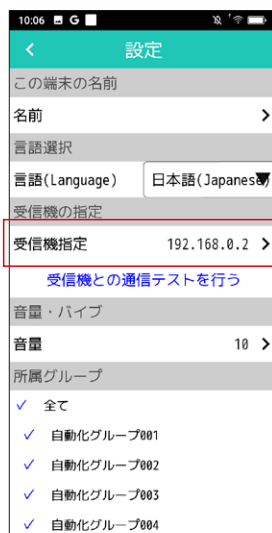 10:06 G
設定
この端末の名前
名前
言語選択
言語(Language) 日本語(Japanese)
受信機の指定
受信機指定 192.168.0.2
受信機との通信テストを行う
音量・バイブ
音量 10
所属グループ
全て
自動化グループ001
自動化グループ002
自動化グループ003
自動化グループ004